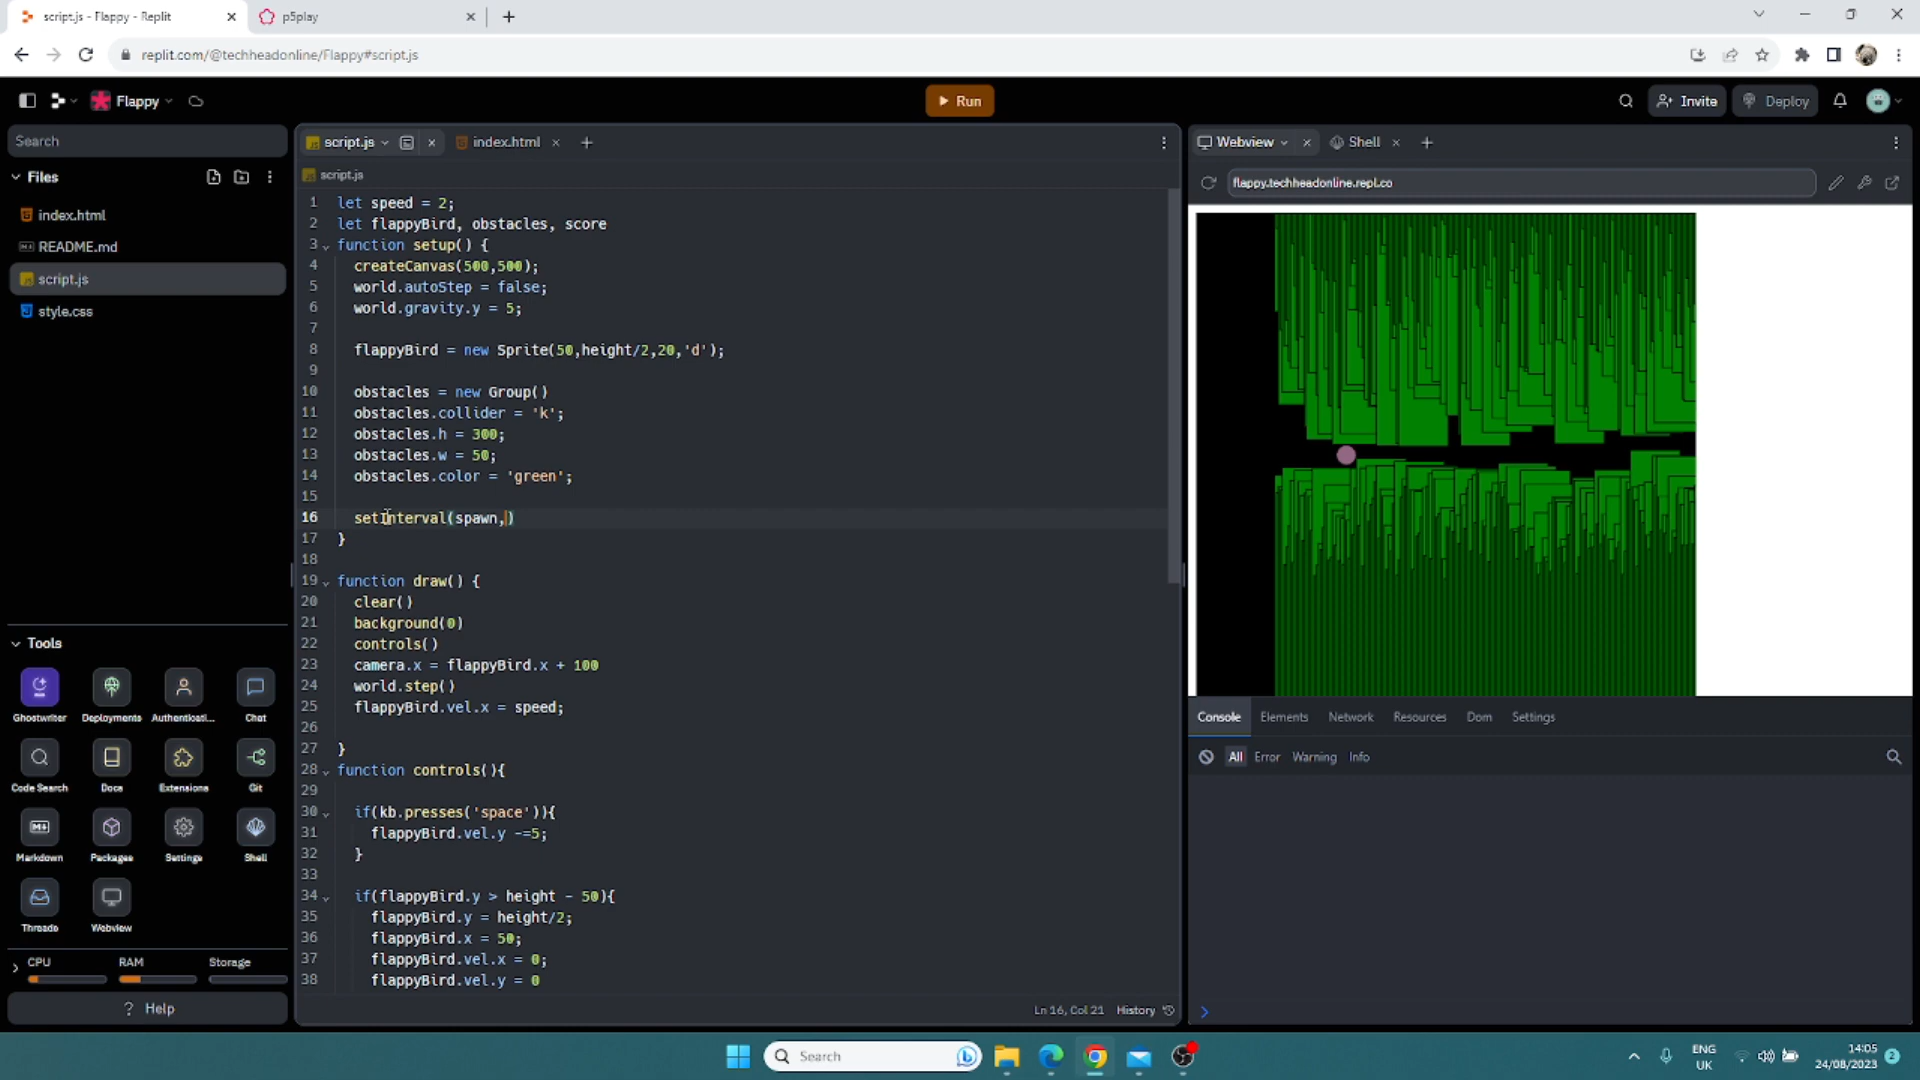 script.js - Flappy - Replit
p5play
replit.com/@techheadonline/Flappy#script.js
Flappy
Run
Invite
Deploy
Search
script.js
index.html
Webview
Shell
Files
script.js
flappy.techheadonline.repl.co
index.html
README.md
script.js
style.css
1 let speed = 2;
2 let flappyBird, obstacles, score
3 function setup() {
4 createCanvas(500,500);
5 world.autoStep = false;
6 world.gravity.y = 5;
7
8 flappyBird = new Sprite(50,height/2,20,'d');
9
10 obstacles = new Group()
11 obstacles.collider = 'k';
12 obstacles.h = 300;
13 obstacles.w = 50;
14 obstacles.color = 'green';
15
16 setInterval(spawn,)
17 }
18
19 function draw() {
20 clear()
21 background(0)
22 controls()
23 camera.x = flappyBird.x + 100
24 world.step()
25 flappyBird.vel.x = speed;
26
27 }
28 function controls(){
29
30 if(kb.presses('space')){
31 flappyBird.vel.y -=5;
32 }
33
34 if(flappyBird.y > height - 50){
35 flappyBird.y = height/2;
36 flappyBird.x = 50;
37 flappyBird.vel.x = 0;
38 flappyBird.vel.y = 0
Ln 16, Col 21 History
Tools
Ghostwriter Deployments Authenticati... Chat
Code Search Docs Extensions Git
Markdown Packages Settings Shell
Threads Webview
CPU RAM Storage
? Help
Console Elements Network Resources Dom Settings
All Error Warning Info
Search
ENG
UK
14:05
24/08/2023
2